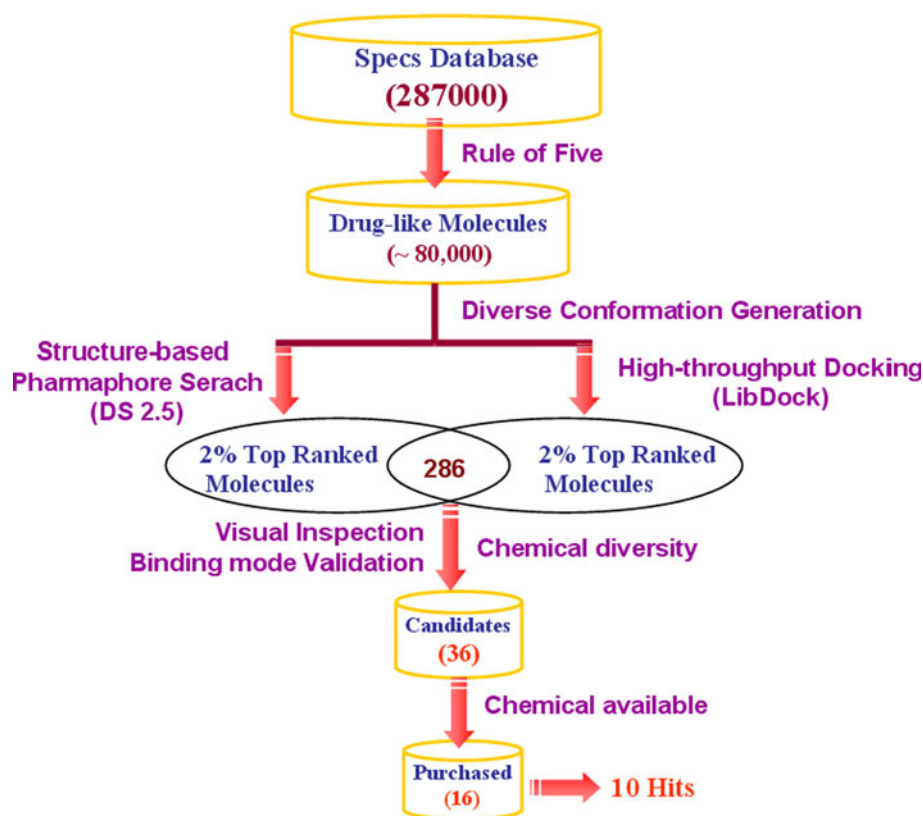 Specs Database
(287000)
Rule of Five
Drug-like Molecules
(~ 80,000)
Diverse Conformation Generation
Structure-based
Pharmaphore Serach
(DS 2.5)
High-throughput Docking
(LibDock)
2% Top Ranked
Molecules
286
2% Top Ranked
Molecules
Visual Inspection
Binding mode Validation
Chemical diversity
Candidates
(36)
Chemical available
Purchased
(16)
10 Hits